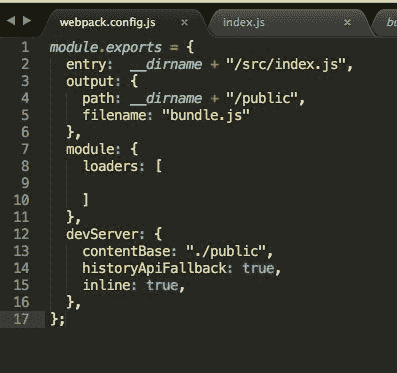 webpack.config.js × index.js ×
1 module.exports = {
2 entry: __dirname + "/src/index.js",
3 output: {
4 path: __dirname + "/public",
5 filename: "bundle.js"
6 },
7 module: {
8 loaders: [
9
10 ]
11 },
12 devServer: {
13 contentBase: "./public",
14 historyApiFallback: true,
15 inline: true,
16 },
17 };